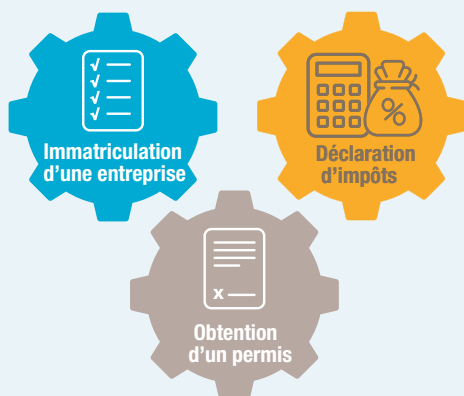 Immatriculation
d'une entreprise
%
Déclaration
d'impôts
x
Obtention
d'un permis